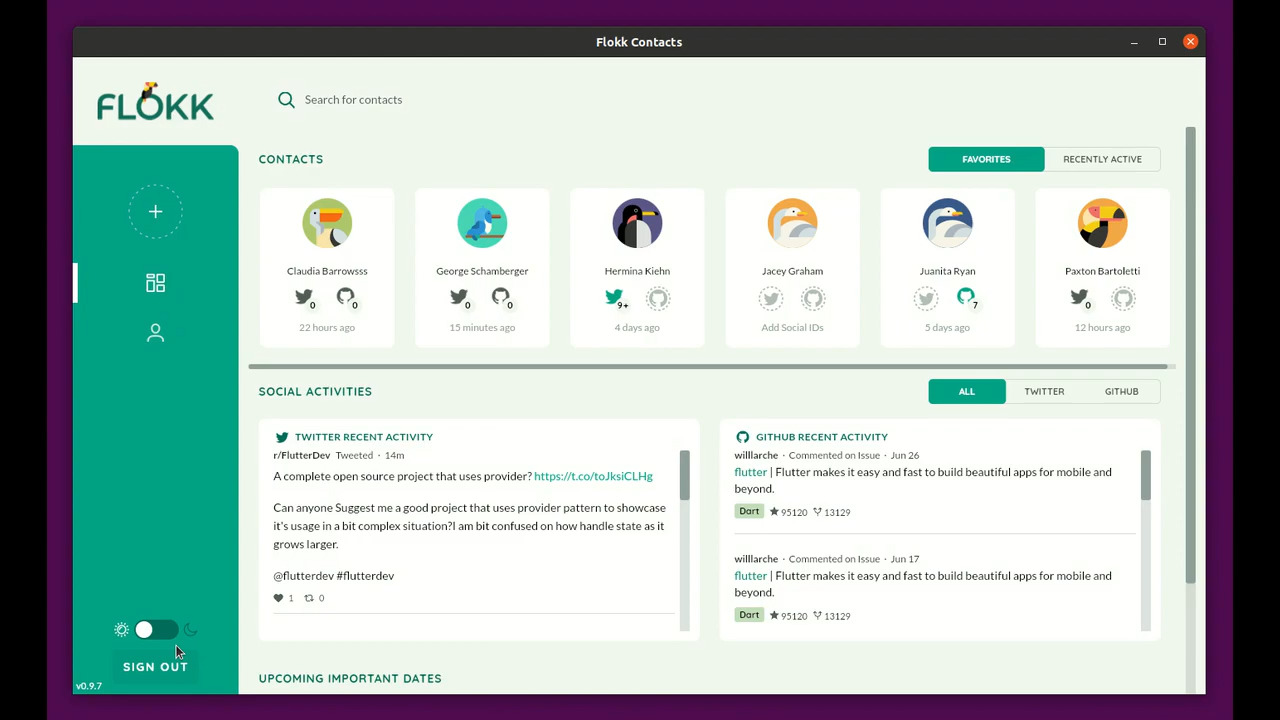 Flokk Contacts
FLOKK
Search for contacts
CONTACTS
FAVORITES
RECENTLY ACTIVE
Claudia Barrowsss
0
0
22 hours ago
George Schamberger
0
0
15 minutes ago
Hermina Kiehn
9+
4 days ago
Jacey Graham
Add Social IDs
Juanita Ryan
7
5 days ago
Paxton Bartoletti
0
12 hours ago
SOCIAL ACTIVITIES
ALL
TWITTER
GITHUB
TWITTER RECENT ACTIVITY
r/FlutterDev Tweeted · 14m
A complete open source project that uses provider? https://t.co/toJksiCLHg
Can anyone Suggest me a good project that uses provider pattern to showcase
it's usage in a bit complex situation?I am bit confused on how handle state as it
grows larger.
@flutterdev #flutterdev
1 0
GITHUB RECENT ACTIVITY
willlarche · Commented on Issue · Jun 26
flutter | Flutter makes it easy and fast to build beautiful apps for mobile and
beyond.
Dart 95120 13129
willlarche · Commented on Issue · Jun 17
flutter | Flutter makes it easy and fast to build beautiful apps for mobile and
beyond.
Dart 95120 13129
UPCOMING IMPORTANT DATES
SIGN OUT
v0.9.7